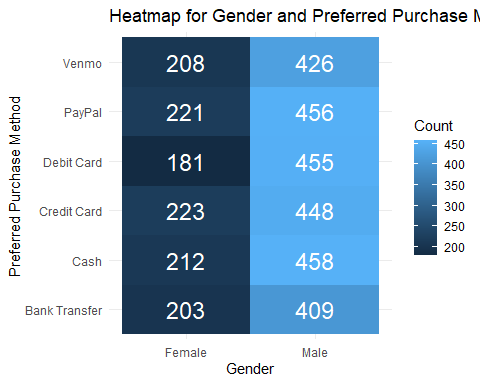 Heatmap for Gender and Preferred Purchase M
Preferred Purchase Method
Venmo 208 426
PayPal 221 456
Debit Card 181 455
Credit Card 223 448
Cash 212 458
Bank Transfer 203 409
Female Male
Gender
Count
450
400
350
300
250
200